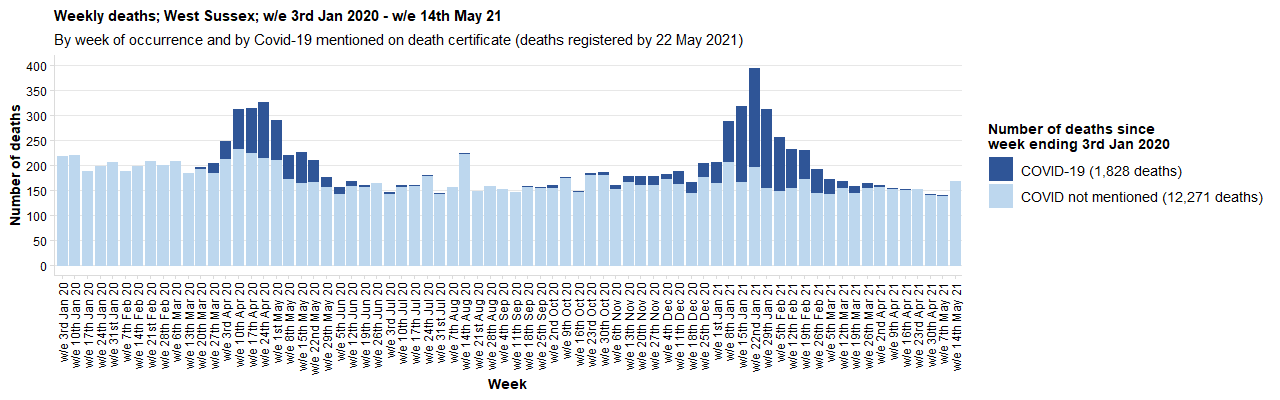 Weekly deaths; West Sussex; w/e 3rd Jan 2020 - w/e 14th May 21
By week of occurrence and by Covid-19 mentioned on death certificate (deaths registered by 22 May 2021)
Number of deaths
400
350
300
250
200
150
100
50
0
w/e 3rd Jan 20
w/e 10th Jan 20
w/e 17th Jan 20
w/e 24th Jan 20
w/e 31st Jan 20
w/e 7th Feb 20
w/e 14th Feb 20
w/e 21st Feb 20
w/e 28th Feb 20
w/e 6th Mar 20
w/e 13th Mar 20
w/e 20th Mar 20
w/e 27th Mar 20
w/e 3rd Apr 20
w/e 10th Apr 20
w/e 17th Apr 20
w/e 24th Apr 20
w/e 1st May 20
w/e 8th May 20
w/e 15th May 20
w/e 22nd May 20
w/e 29th May 20
w/e 5th Jun 20
w/e 12th Jun 20
w/e 19th Jun 20
w/e 26th Jun 20
w/e 3rd Jul 20
w/e 10th Jul 20
w/e 17th Jul 20
w/e 24th Jul 20
w/e 31st Jul 20
w/e 7th Aug 20
w/e 14th Aug 20
w/e 21st Aug 20
w/e 28th Aug 20
w/e 4th Sep 20
w/e 11th Sep 20
w/e 18th Sep 20
w/e 25th Sep 20
w/e 2nd Oct 20
w/e 9th Oct 20
w/e 16th Oct 20
w/e 23rd Oct 20
w/e 30th Oct 20
w/e 6th Nov 20
w/e 13th Nov 20
w/e 20th Nov 20
w/e 27th Nov 20
w/e 4th Dec 20
w/e 11th Dec 20
w/e 18th Dec 20
w/e 25th Dec 20
w/e 1st Jan 21
w/e 8th Jan 21
w/e 15th Jan 21
w/e 22nd Jan 21
w/e 29th Jan 21
w/e 5th Feb 21
w/e 12th Feb 21
w/e 19th Feb 21
w/e 26th Feb 21
w/e 5th Mar 21
w/e 12th Mar 21
w/e 19th Mar 21
w/e 26th Mar 21
w/e 2nd Apr 21
w/e 9th Apr 21
w/e 16th Apr 21
w/e 23rd Apr 21
w/e 30th Apr 21
w/e 7th May 21
w/e 14th May 21
Week
Number of deaths since
week ending 3rd Jan 2020
COVID-19 (1,828 deaths)
COVID not mentioned (12,271 deaths)